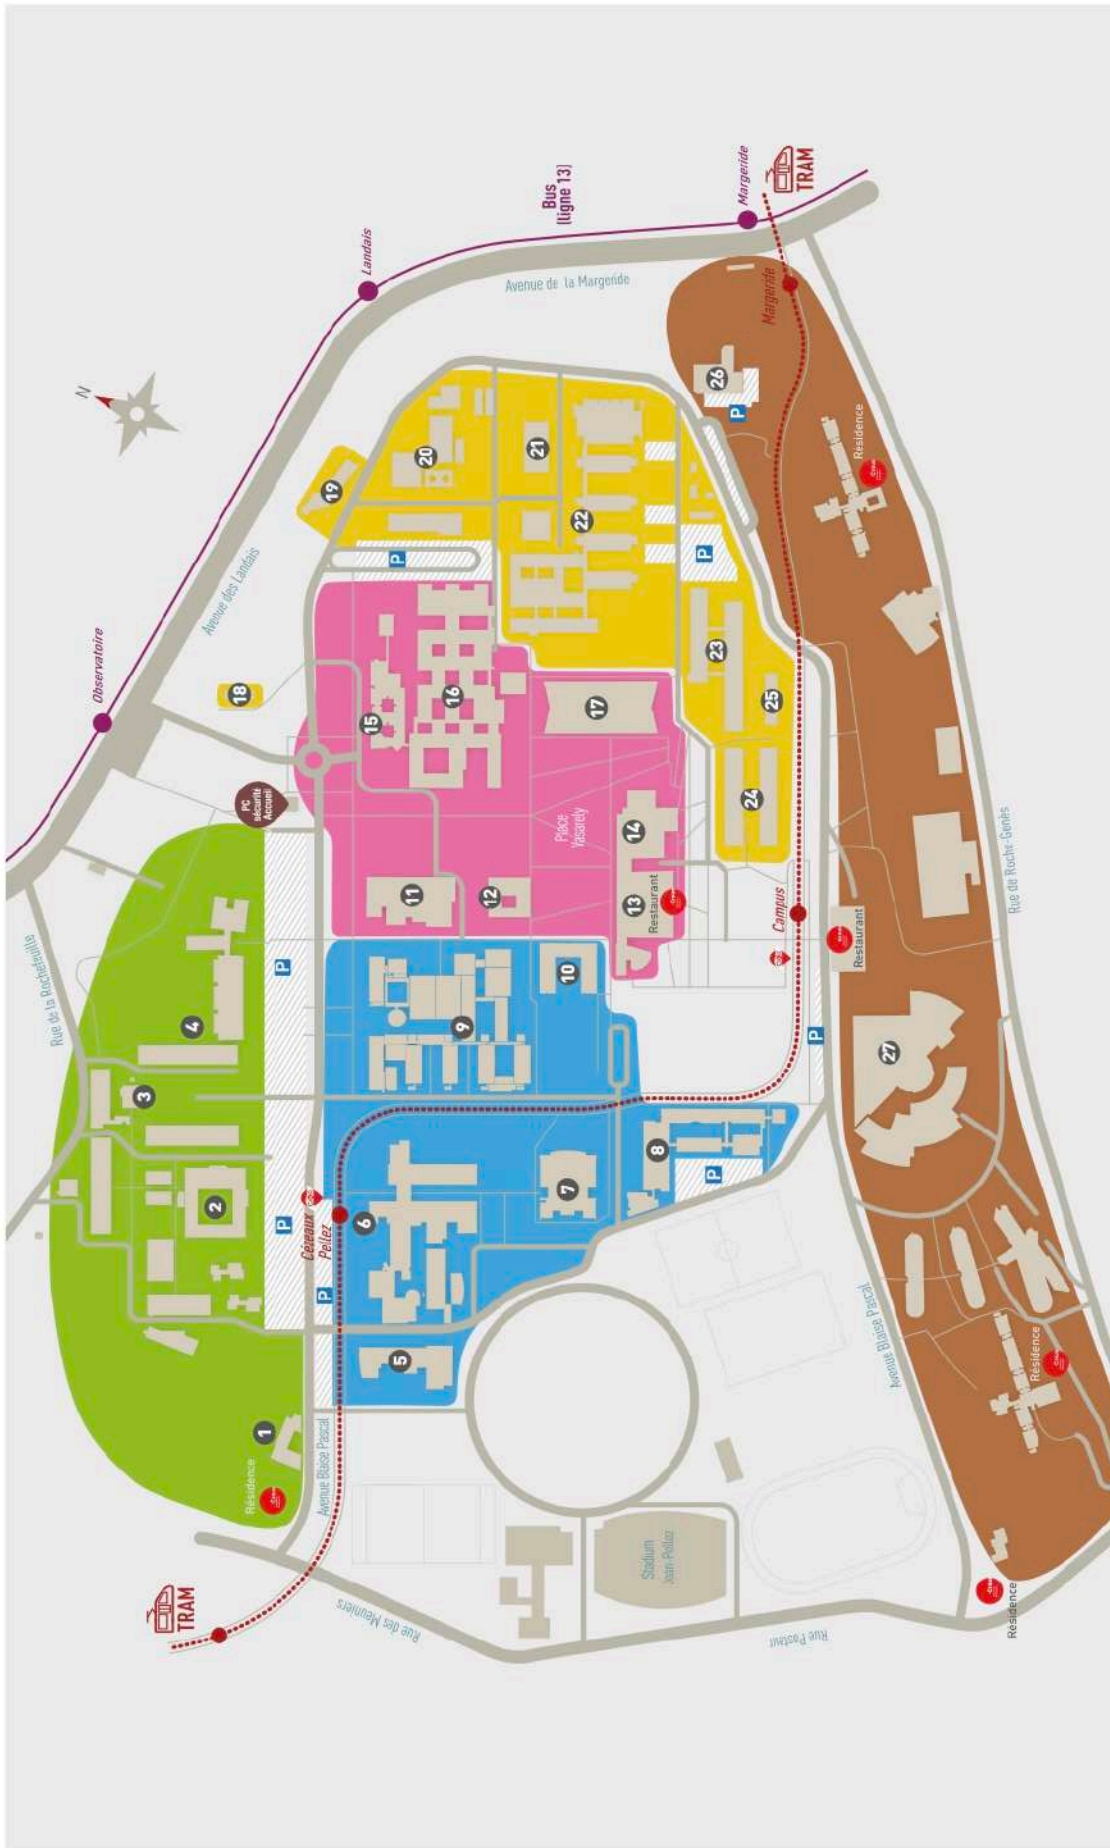 Rue de la Rochefeuille
Observatoire
N
Landais
Bus
(ligne 13)
Margeride
TRAM
Avenue des Landais
Avenue de la Margeride
Margeride
TRAM
Rue des Meuniers
Avenue Blaise Pascal
Résidence
1
2
3
4
P
P
P
Cézeaux
Pellez
PC
sécurité
Accueil
18
19
20
21
22
P
5
6
7
8
P
9
10
11
12
13
Restaurant
14
Place
Vasarely
15
16
17
23
24
25
P
26
P
Campus
P
Restaurant
27
Stadium
Jean-Pellez
Rue Pasteur
Avenue Blaise Pascal
Résidence
Résidence
Résidence
Rue de Roche-Genès